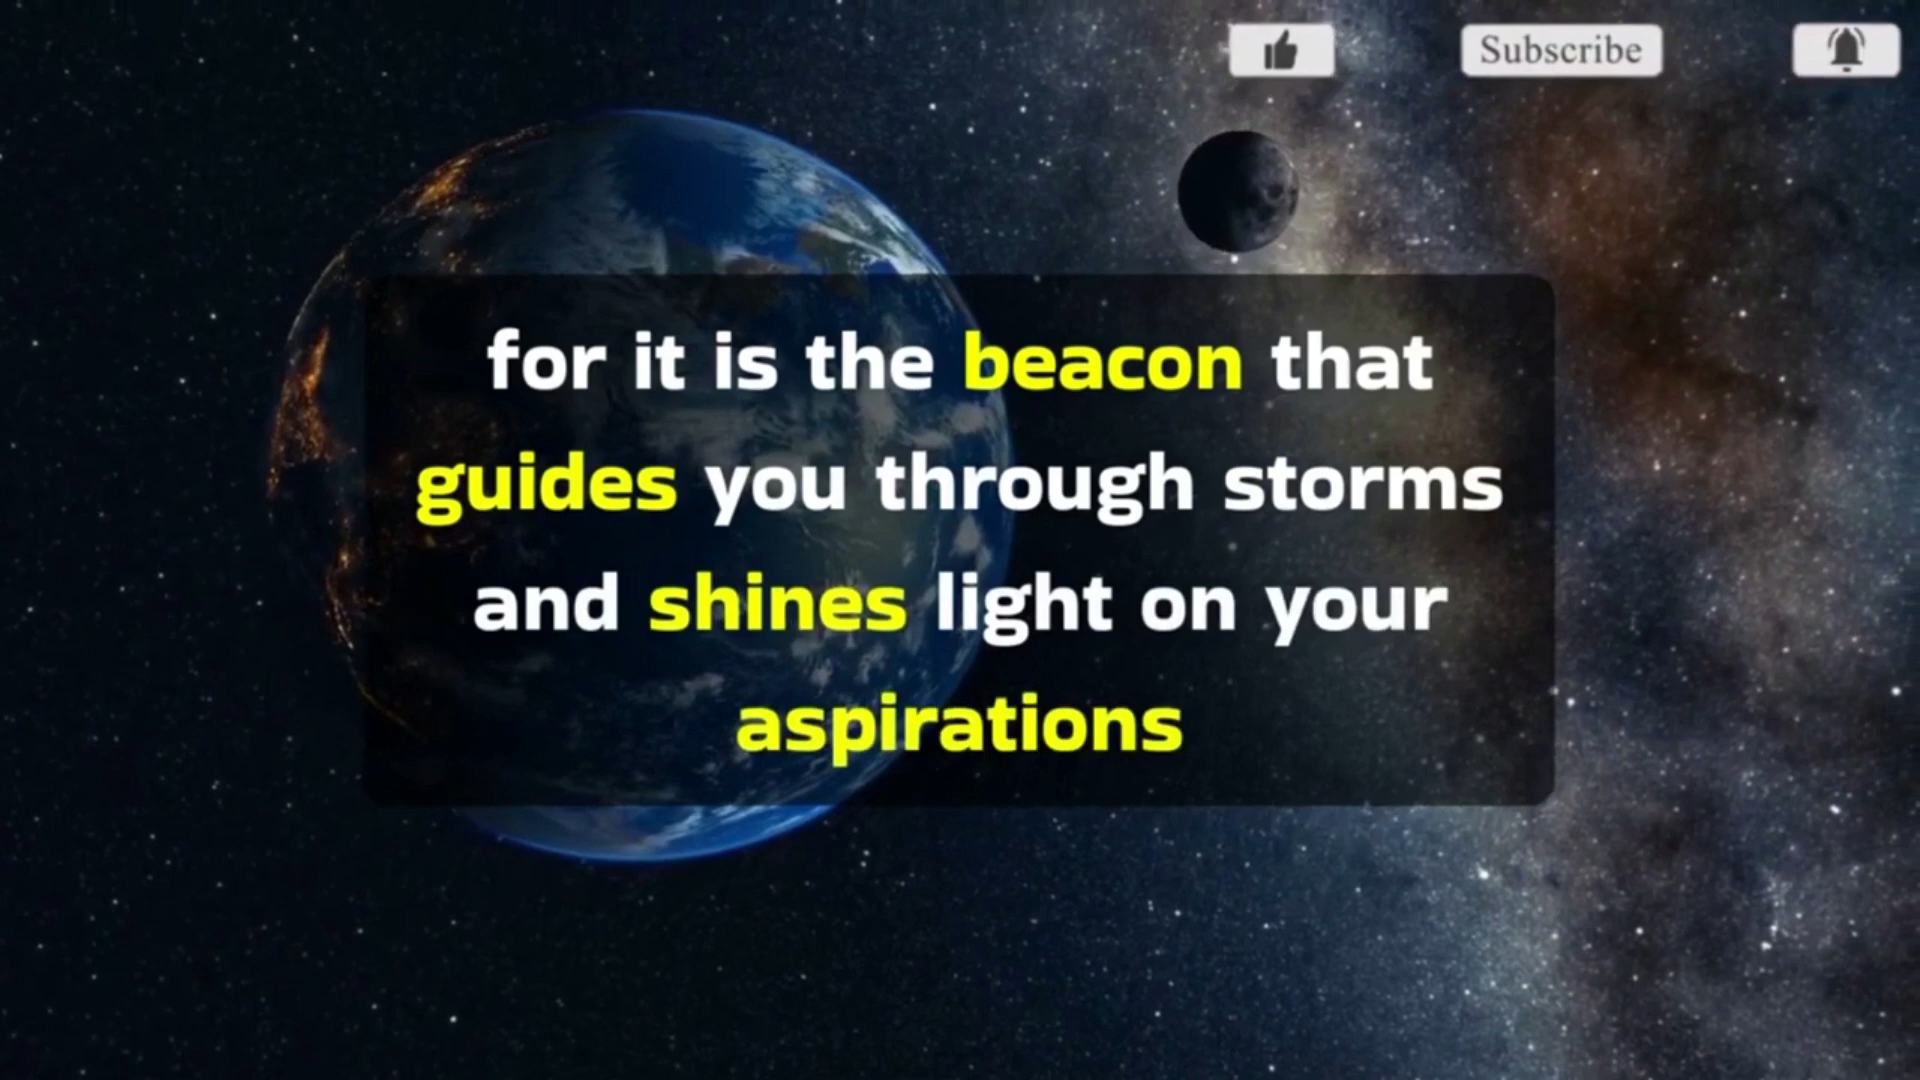 Subscribe
for it is the beacon that
guides you through storms
and shines light on your
aspirations